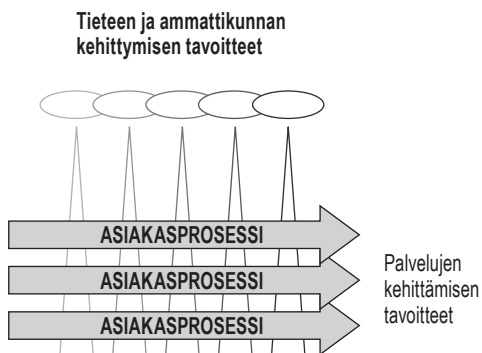 Tieteen ja ammattikunnan
kehittymisen tavoitteet
ASIAKASPROSESSI
ASIAKASPROSESSI
ASIAKASPROSESSI
Palvelujen
kehittämisen
tavoitteet